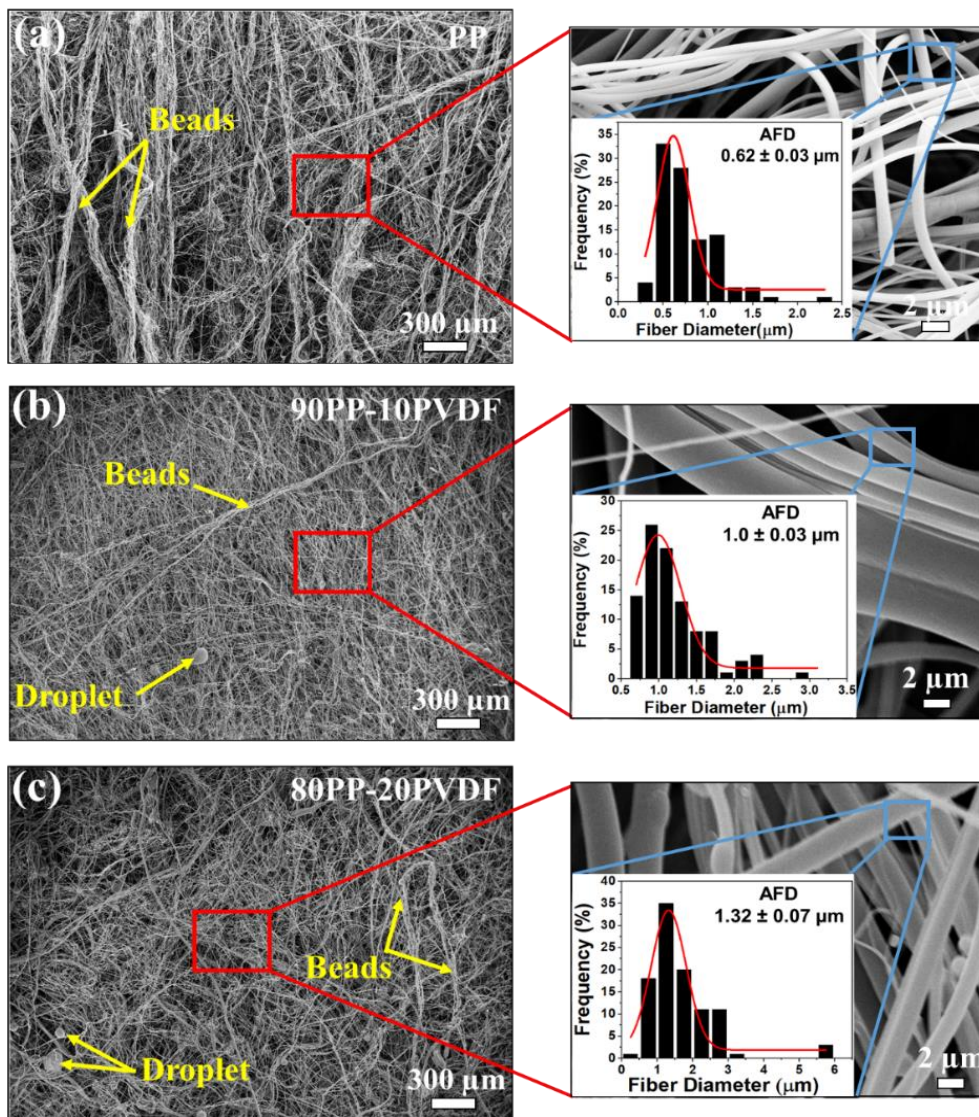 (a)
PP
Beads
300 µm
AFD
0.62 ± 0.03 µm
Frequency (%)
35
30
25
20
15
10
5
0
0.0 0.5 1.0 1.5 2.0 2.5
Fiber Diameter(µm)
2 µm
(b)
90PP-10PVDF
Beads
Droplet
300 µm
AFD
1.0 ± 0.03 µm
Frequency (%)
30
25
20
15
10
5
0
0.5 1.0 1.5 2.0 2.5 3.0 3.5
Fiber Diameter (µm)
2 µm
(c)
80PP-20PVDF
Beads
Droplet
300 µm
AFD
1.32 ± 0.07 µm
Frequency (%)
40
35
30
25
20
15
10
5
0
0 1 2 3 4 5 6
Fiber Diameter (µm)
2 µm